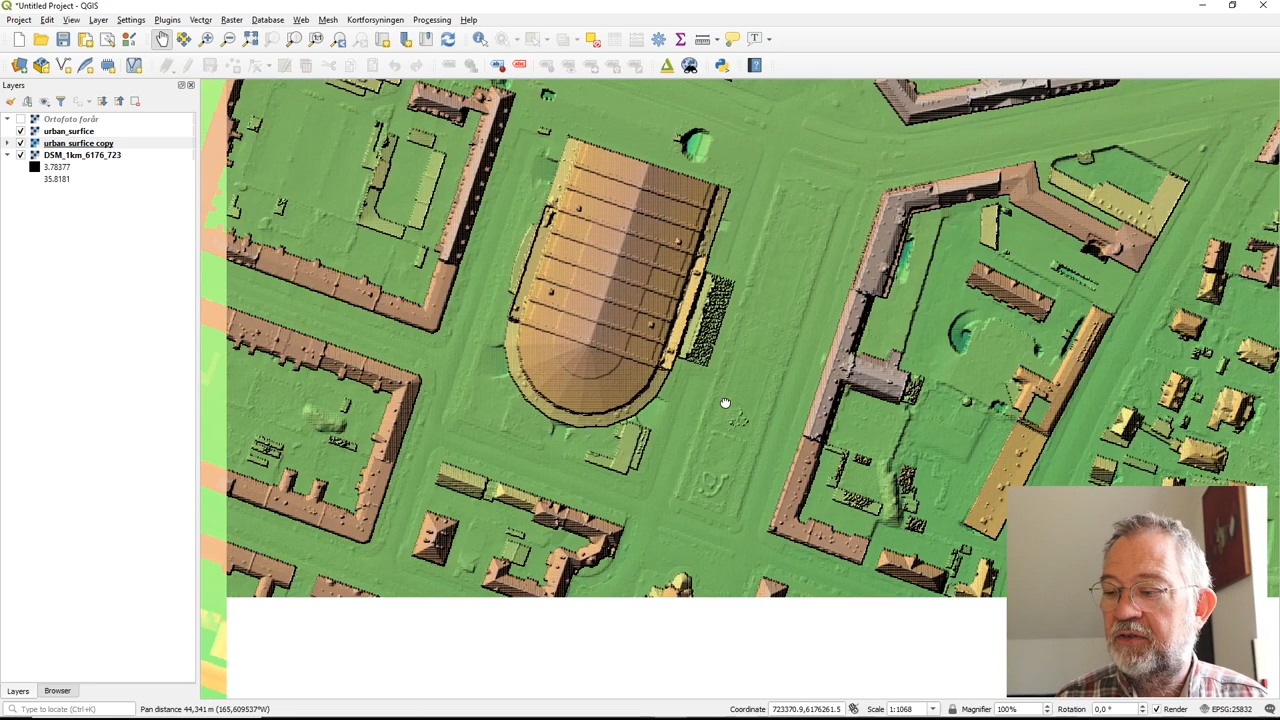 *Untitled Project - QGIS
Project Edit View Layer Settings Plugins Vector Raster Database Web Mesh Kortforsyningen Processing Help
Layers
Ortofoto forår
urban_surfice
urban_surfice copy
DSM_1km_6176_723
3.78377
35.8181
Layers Browser
Type to locate (Ctrl+K) Pan distance 44,341 m (165,609537°W) Coordinate 723370.9,6176261.5 Scale 1:1068 Magnifier 100% Rotation 0,0 ° Render EPSG:25832